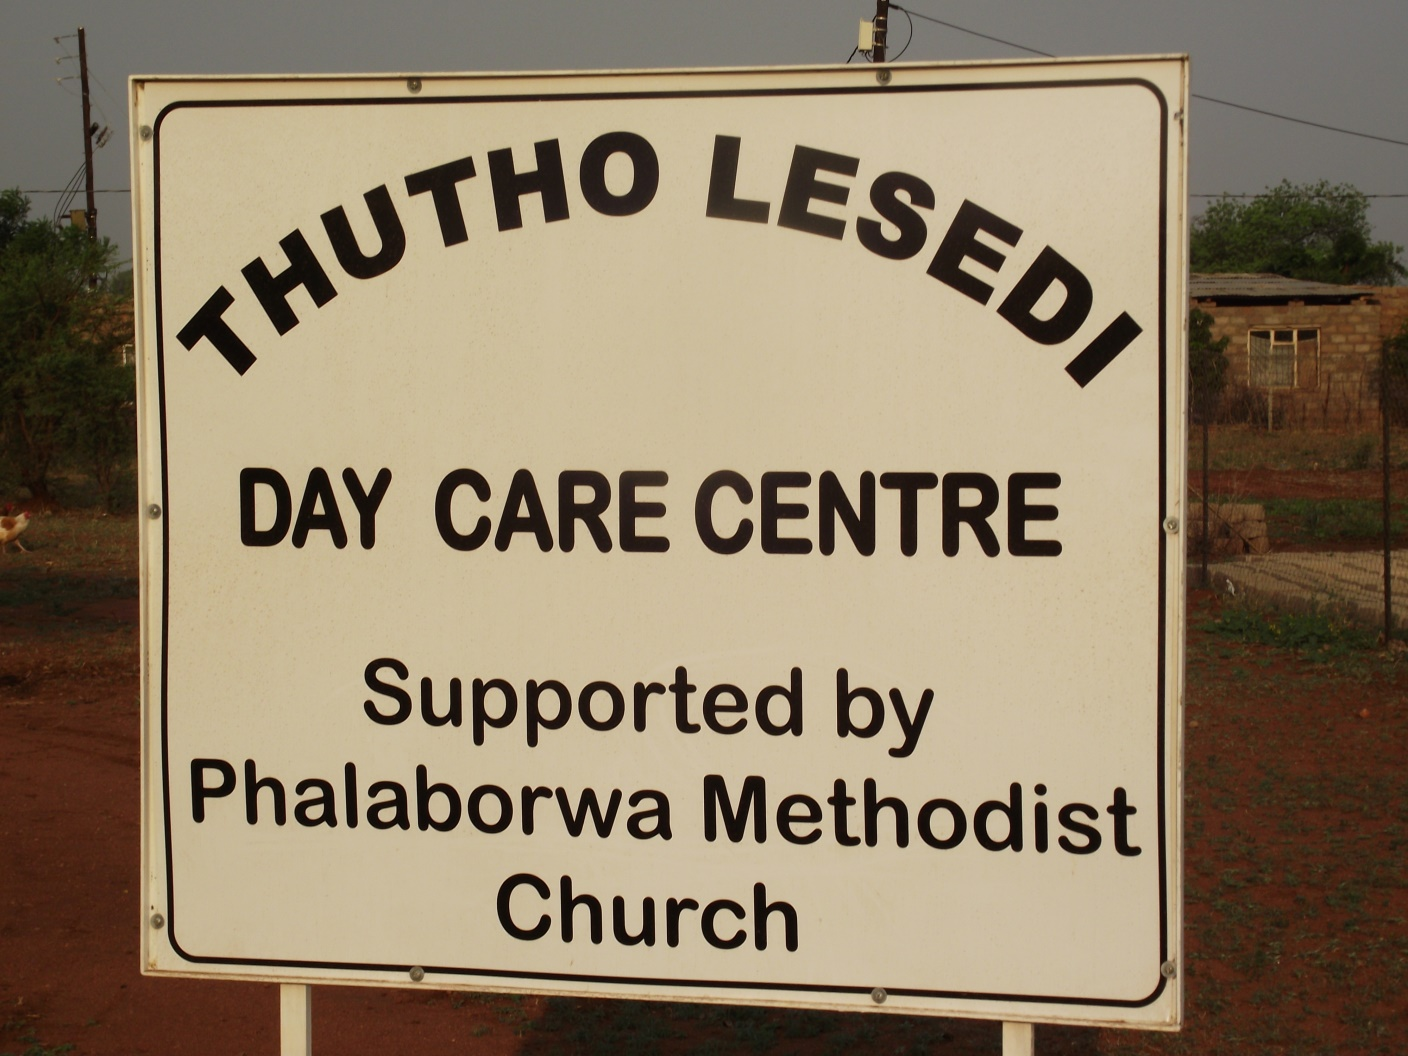 THUTHO LESEDI
DAY CARE CENTRE
Supported by
Phalaborwa Methodist
Church